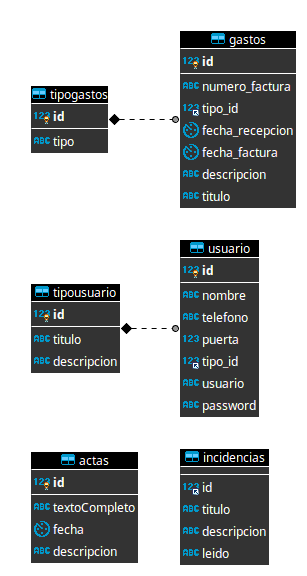 gastos
123 id
ABC numero_factura
123 tipo_id
fecha_recepcion
fecha_factura
ABC descripcion
ABC titulo
tipogastos
123 id
ABC tipo
usuario
123 id
ABC nombre
ABC telefono
123 puerta
ABC tipo_id
ABC usuario
ABC password
tipousuario
123 id
ABC titulo
ABC descripcion
actas
123 id
ABC textoCompleto
fecha
ABC descripcion
incidencias
123 id
ABC titulo
ABC descripcion
ABC leido